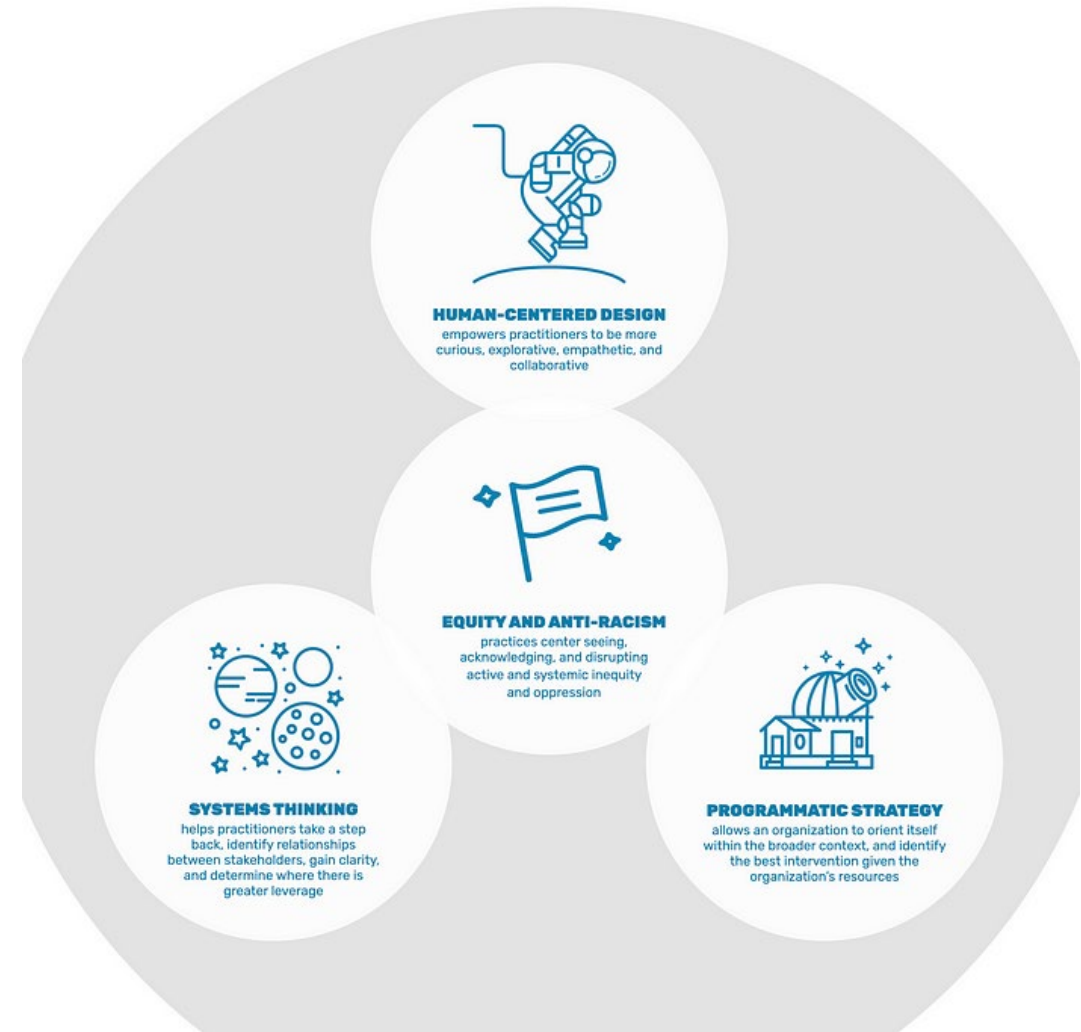 HUMAN-CENTERED DESIGN
empowers practitioners to be more
curious, explorative, empathetic, and
collaborative
EQUITY AND ANTI-RACISM
practices center seeing,
acknowledging, and disrupting
active and systemic inequity
and oppression
SYSTEMS THINKING
helps practitioners take a step
back, identify relationships
between stakeholders, gain clarity,
and determine where there is
greater leverage
PROGRAMMATIC STRATEGY
allows an organization to orient itself
within the broader context, and identify
the best intervention given the
organization's resources